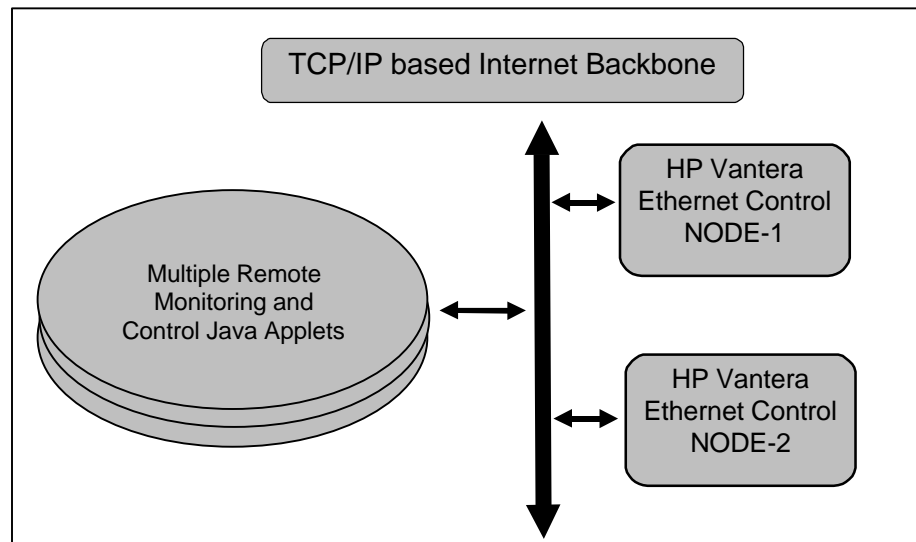 TCP/IP based Internet Backbone
HP Vantera
Ethernet Control
NODE-1
Multiple Remote
Monitoring and
Control Java Applets
HP Vantera
Ethernet Control
NODE-2